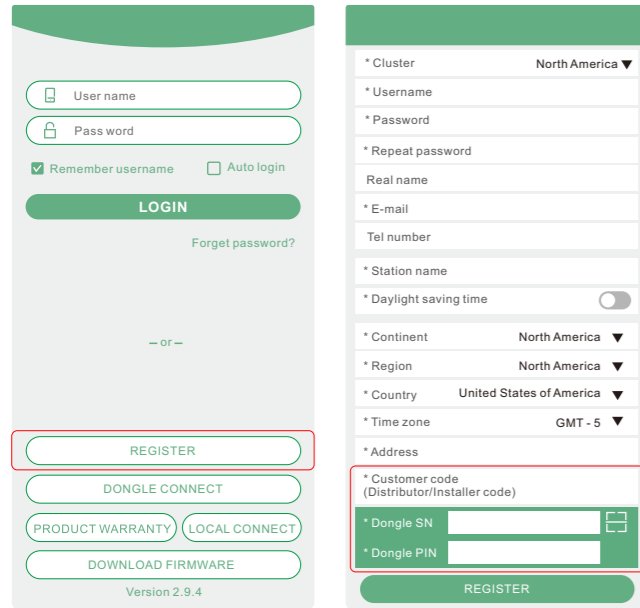 User name
Pass word
Remember username
Auto login
LOGIN
Forget password?
– or –
REGISTER
DONGLE CONNECT
PRODUCT WARRANTY
LOCAL CONNECT
DOWNLOAD FIRMWARE
Version 2.9.4
* Cluster North America ▼
* Username
* Password
* Repeat password
Real name
* E-mail
Tel number
* Station name
* Daylight saving time
* Continent North America ▼
* Region North America ▼
* Country United States of America ▼
* Time zone GMT - 5 ▼
* Address
* Customer code
(Distributor/Installer code)
* Dongle SN
* Dongle PIN
REGISTER